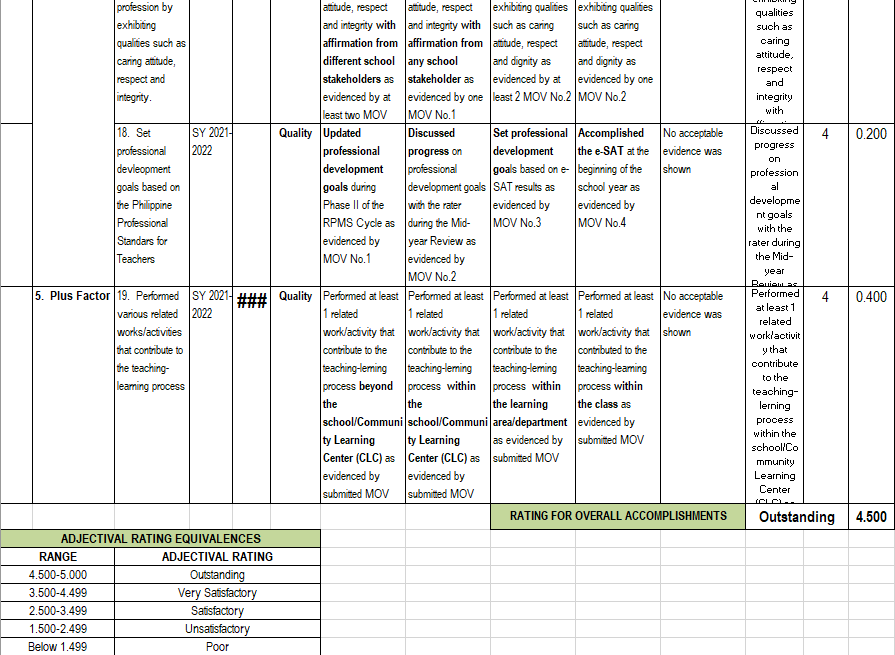 profession by
exhibiting
qualities such as
caring attitude,
respect and
integrity.
attitude, respect
and integrity with
affirmation from
different school
stakeholders as
evidenced by at
least two MOV
attitude, respect
and integrity with
affirmation from
any school
stakeholder as
evidenced by one
MOV No.1
exhibiting qualities
such as caring
attitude, respect
and dignity as
evidenced by at
least 2 MOV No.2
exhibiting qualities
such as caring
attitude, respect
and dignity as
evidenced by one
MOV No.2
exhibiting
qualities
such as
caring
attitude,
respect
and
integrity
with
18. Set
professional
devleopment
goals based on
the Philippine
Professional
Standars for
Teachers
SY 2021-
2022
Quality
Updated
professional
development
goals during
Phase II of the
RPMS Cycle as
evidenced by
MOV No.1
Discussed
progress on
professional
development goals
with the rater
during the Mid-
year Review as
evidenced by
MOV No.2
Set professional
development
goals based on e-
SAT results as
evidenced by
MOV No.3
Accomplished
the e-SAT at the
beginning of the
school year as
evidenced by
MOV No.4
No acceptable
evidence was
shown
Discussed
progress
on
profession
al
developme
nt goals
with the
rater during
the Mid-
year
Review as
4
0.200
5. Plus Factor
19. Performed
various related
works/activities
that contribute to
the teaching-
learning process
SY 2021-
2022
###
Quality
Performed at least
1 related
work/activity that
contribute to the
teaching-lerning
process beyond
the
school/Communi
ty Learning
Center (CLC) as
evidenced by
submitted MOV
Performed at least
1 related
work/activity that
contribute to the
teaching-lerning
process within
the
school/Communi
ty Learning
Center (CLC) as
evidenced by
submitted MOV
Performed at least
1 related
work/activity that
contribute to the
teaching-lerning
process within
the learning
area/department
as evidenced by
submitted MOV
Performed at least
1 related
work/activity that
contributed to the
teaching-learning
process within
the class as
evidenced by
submitted MOV
No acceptable
evidence was
shown
Performed
at least 1
related
work/activit
y that
contribute
to the
teaching-
lerning
process
within the
school/Co
mmunity
Learning
Center
(CLC) as
4
0.400
RATING FOR OVERALL ACCOMPLISHMENTS
Outstanding
4.500
ADJECTIVAL RATING EQUIVALENCES
RANGE
ADJECTIVAL RATING
4.500-5.000
Outstanding
3.500-4.499
Very Satisfactory
2.500-3.499
Satisfactory
1.500-2.499
Unsatisfactory
Below 1.499
Poor